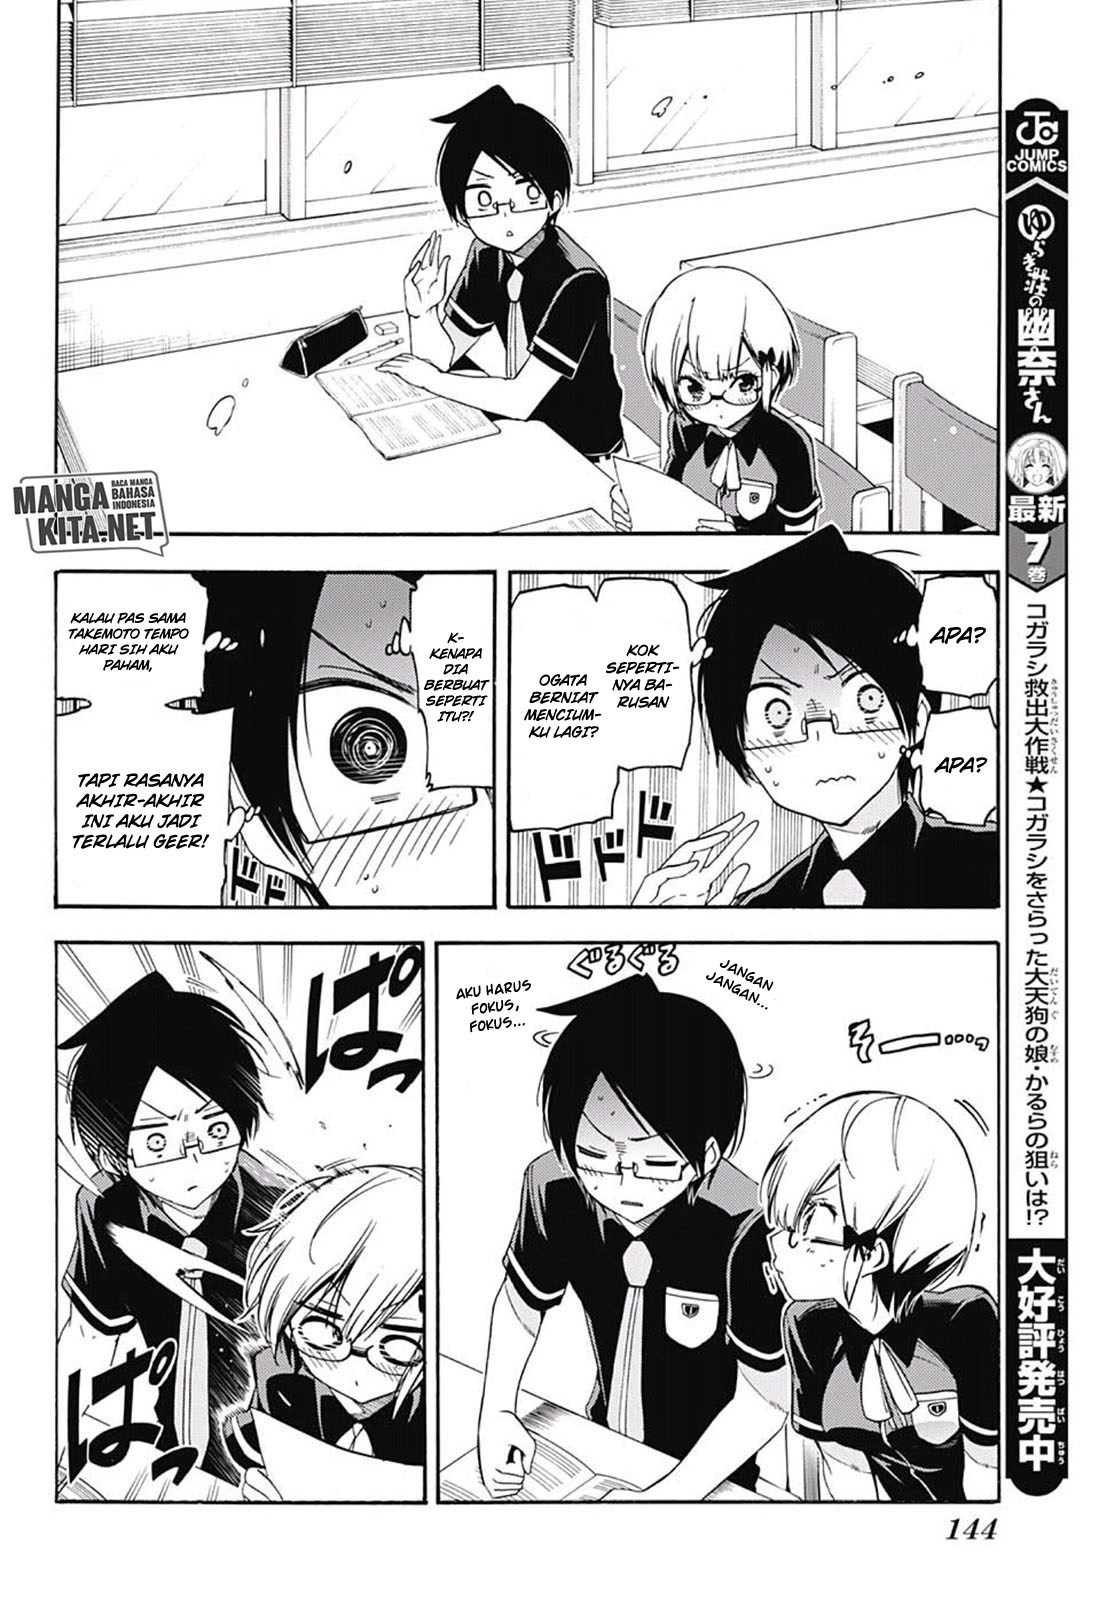 MANGA
KITA.NET
BACA MANGA
BAHASA
INDONESIA
APA?
APA?
KOK
SEPERTI-
NYA BA-
RUSAN
OGATA
BERNIAT
MENCIUM-
KU LAGI?
ドドド
K-
KENAPA
DIA
BERBUAT
SEPERTI
ITU?!
KALAU PAS SAMA
TAKEMOTO TEMPO
HARI SIH AKU
PAHAM,
TAPI RASANYA
AKHIR-AKHIR
INI AKU JADI
TERLALU GEER!
ドド
JANGAN
JANGAN...
ぐるぐる
AKU HARUS
FOKUS,
FOKUS...
そー・・・・
ぱっ
ぱっ
JUMP
COMICS
ゆらぎ荘の幽奈さん
最新7巻
コガラシ救出大作戦★コガラシをさらった大天狗の娘・かるらの狙いは!?
大好評発売中
144